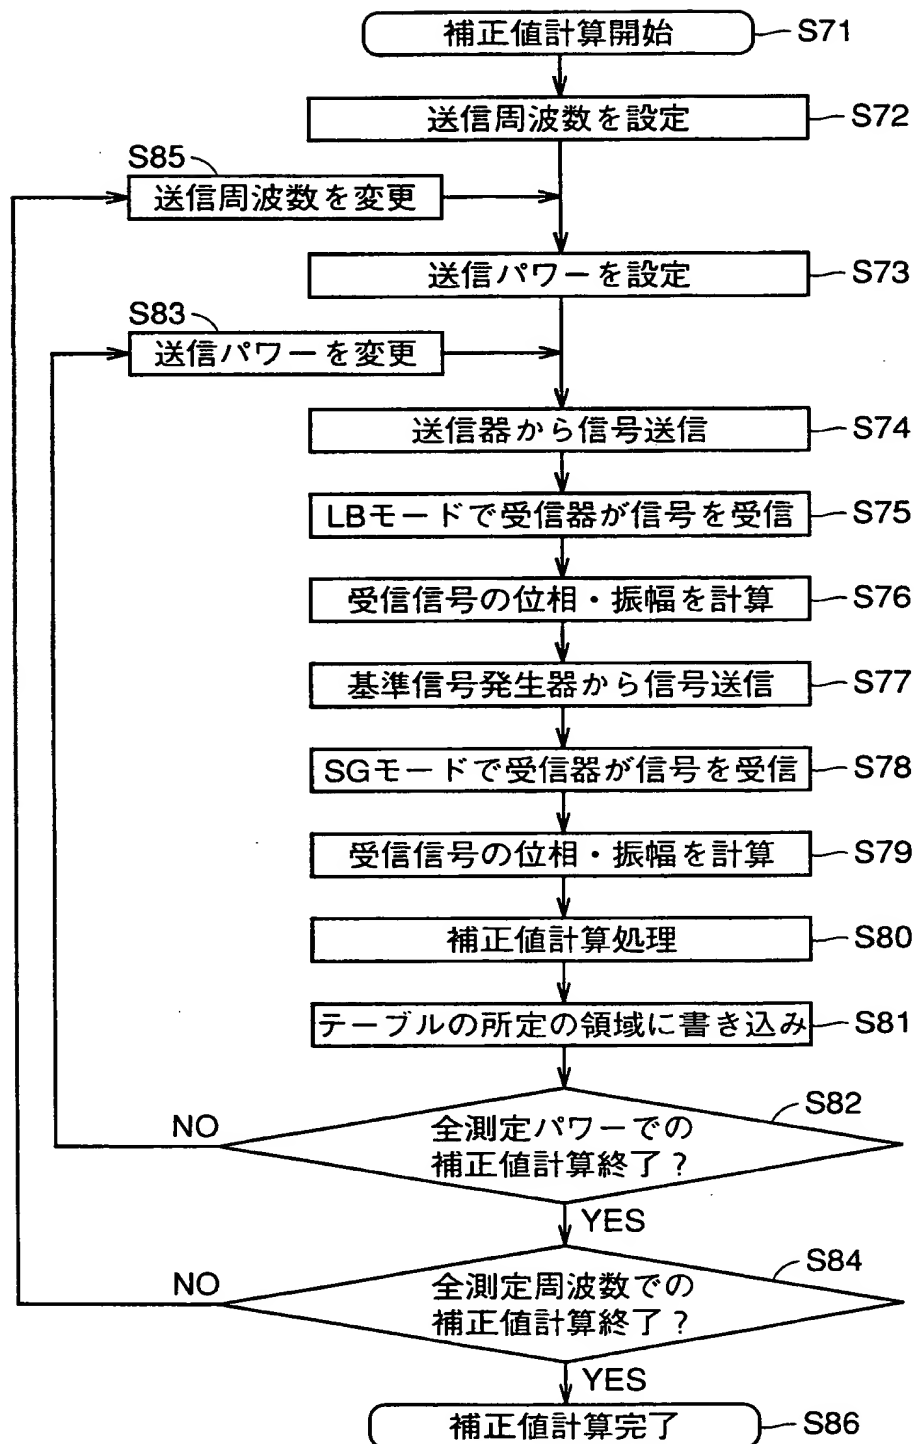 補正値計算開始 S71
送信周波数を設定 S72
S85
送信周波数を変更
送信パワーを設定 S73
S83
送信パワーを変更
送信器から信号送信 S74
LBモードで受信器が信号を受信 S75
受信信号の位相・振幅を計算 S76
基準信号発生器から信号送信 S77
SGモードで受信器が信号を受信 S78
受信信号の位相・振幅を計算 S79
補正値計算処理 S80
テーブルの所定の領域に書き込み S81
S82
NO
全測定パワーでの
補正値計算終了?
YES
S84
NO
全測定周波数での
補正値計算終了?
YES
補正値計算完了 S86